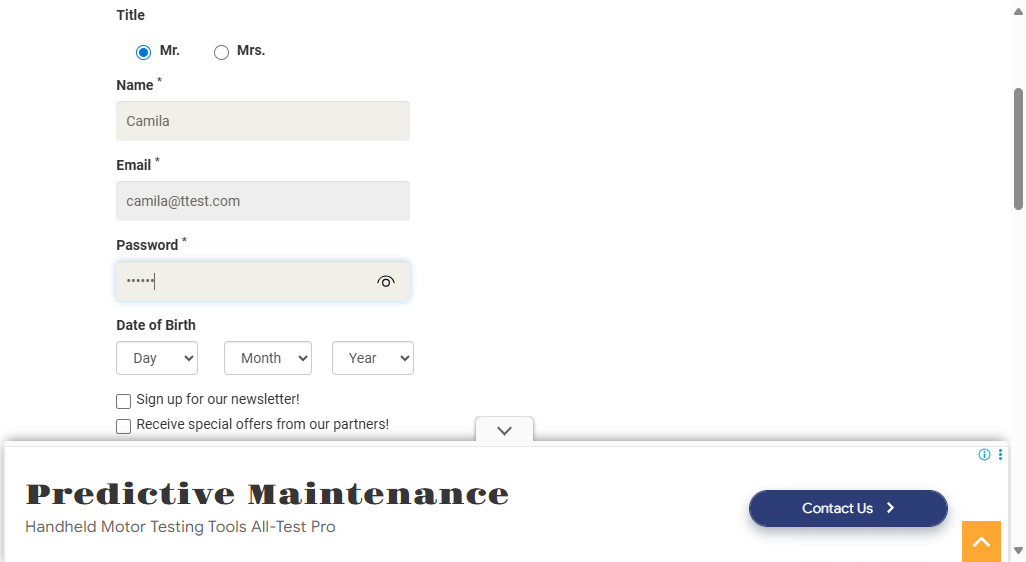 Title
Mr. Mrs.
Name *
Camila
Email *
camila@ttest.com
Password *
••••••
Date of Birth
Day Month Year
Sign up for our newsletter!
Receive special offers from our partners!
Predictive Maintenance
Handheld Motor Testing Tools All-Test Pro
Contact Us